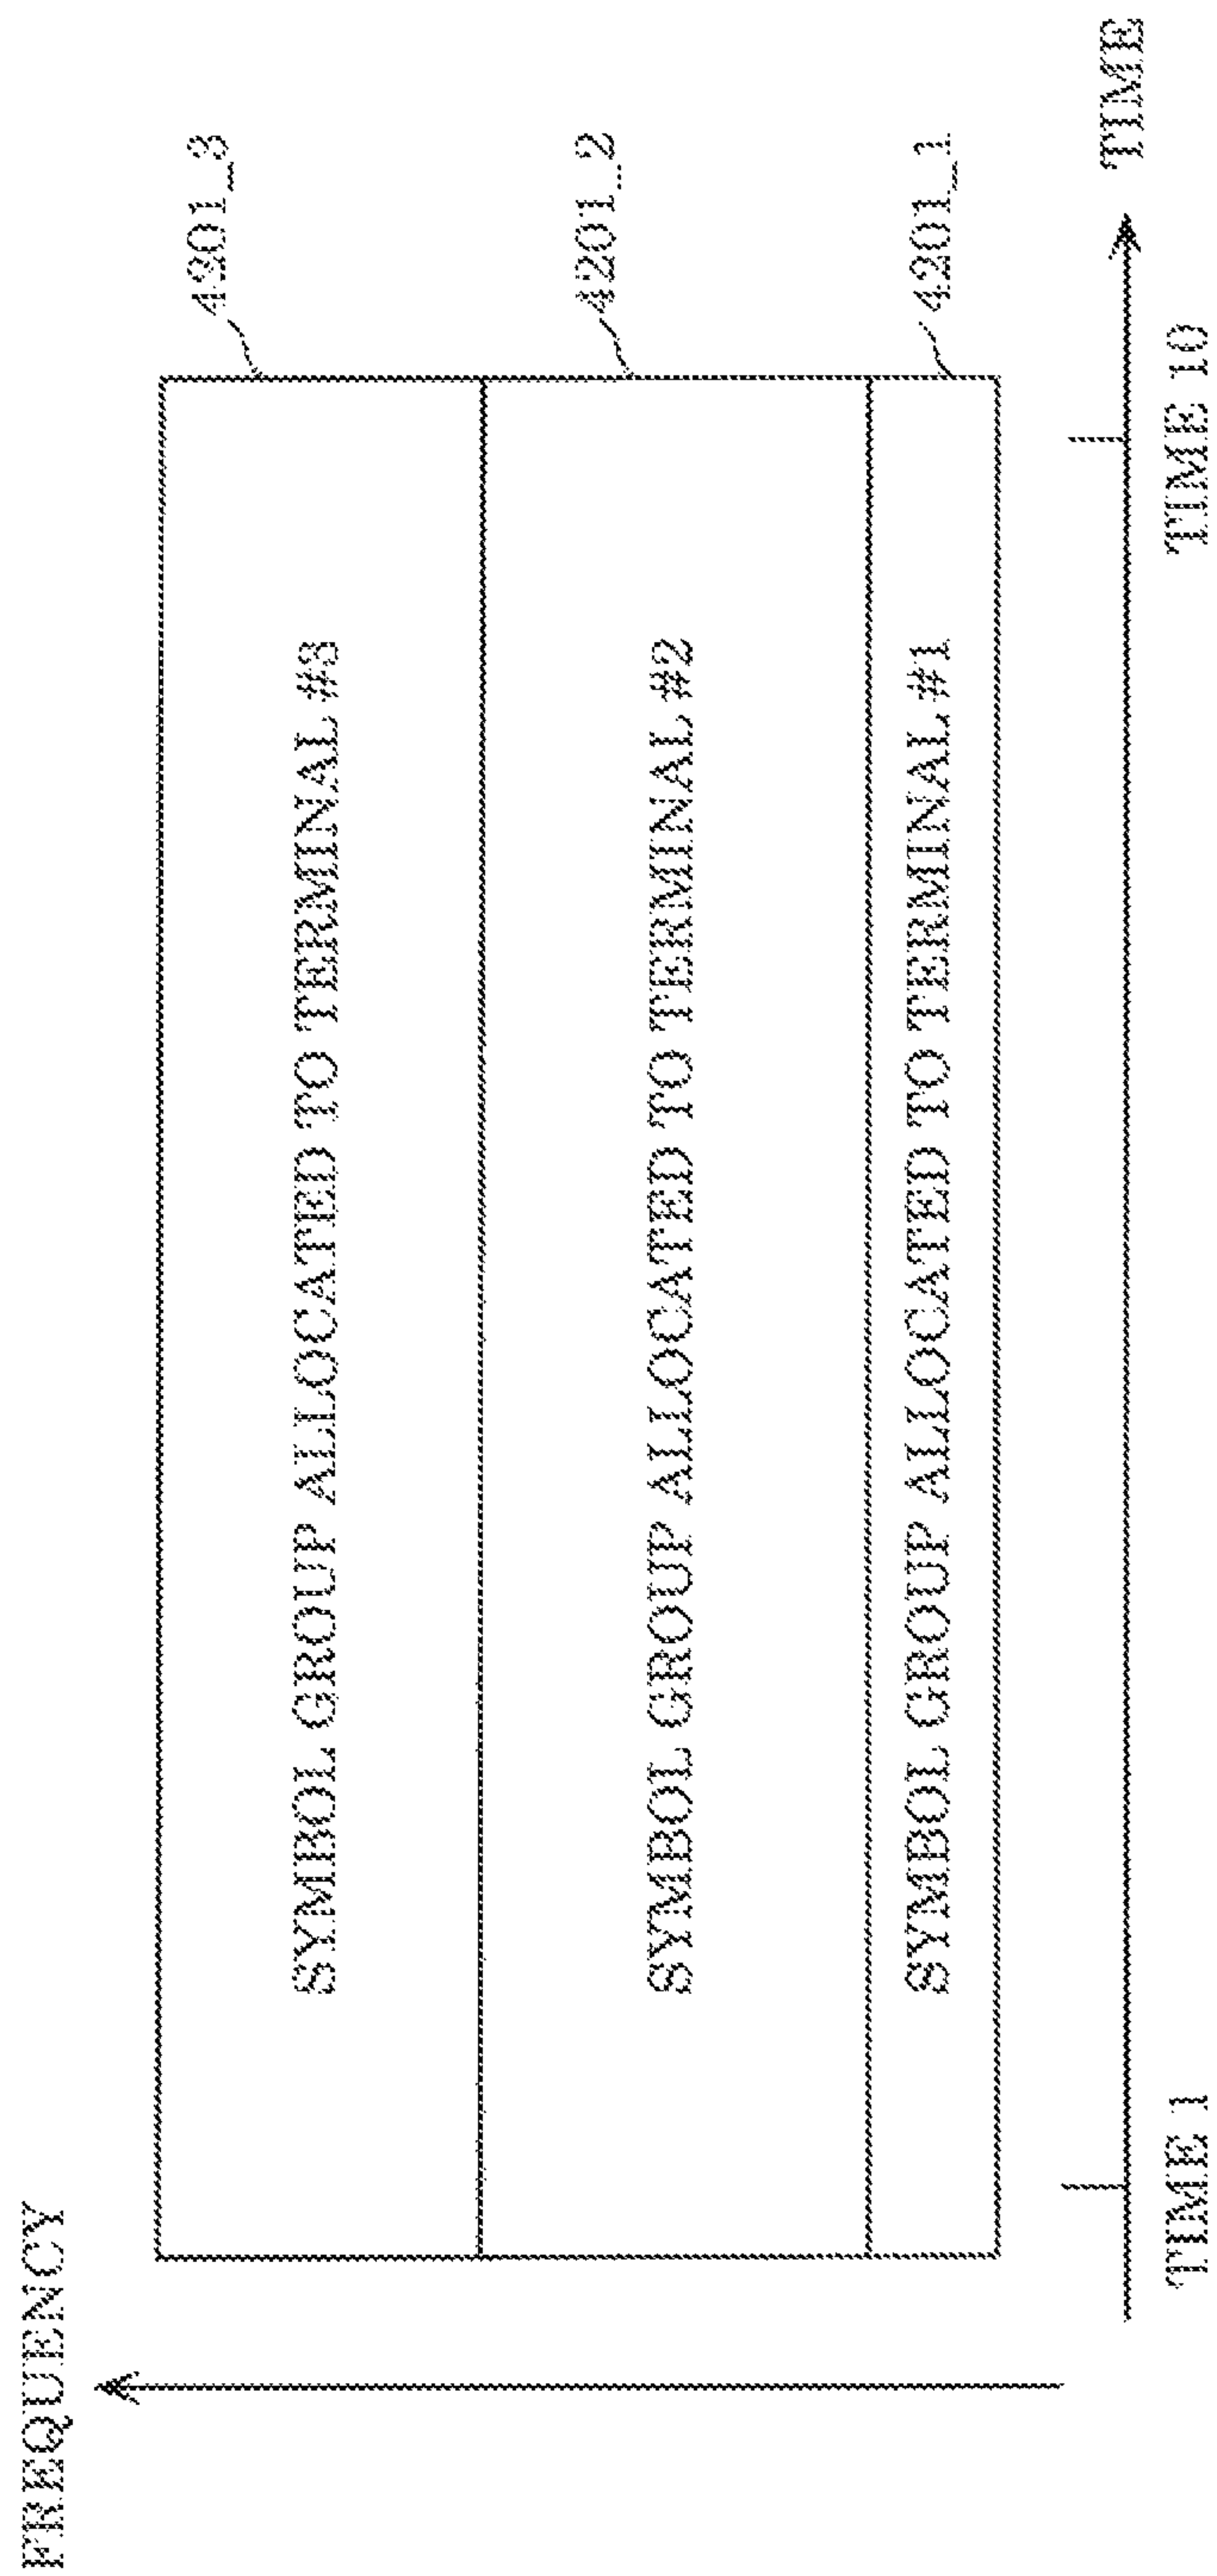 FREQUENCY
SYMBOL GROUP ALLOCATED TO TERMINAL #3
4201_3
SYMBOL GROUP ALLOCATED TO TERMINAL #2
4201_2
SYMBOL GROUP ALLOCATED TO TERMINAL #1
4201_1
TIME
TIME 1
TIME 10